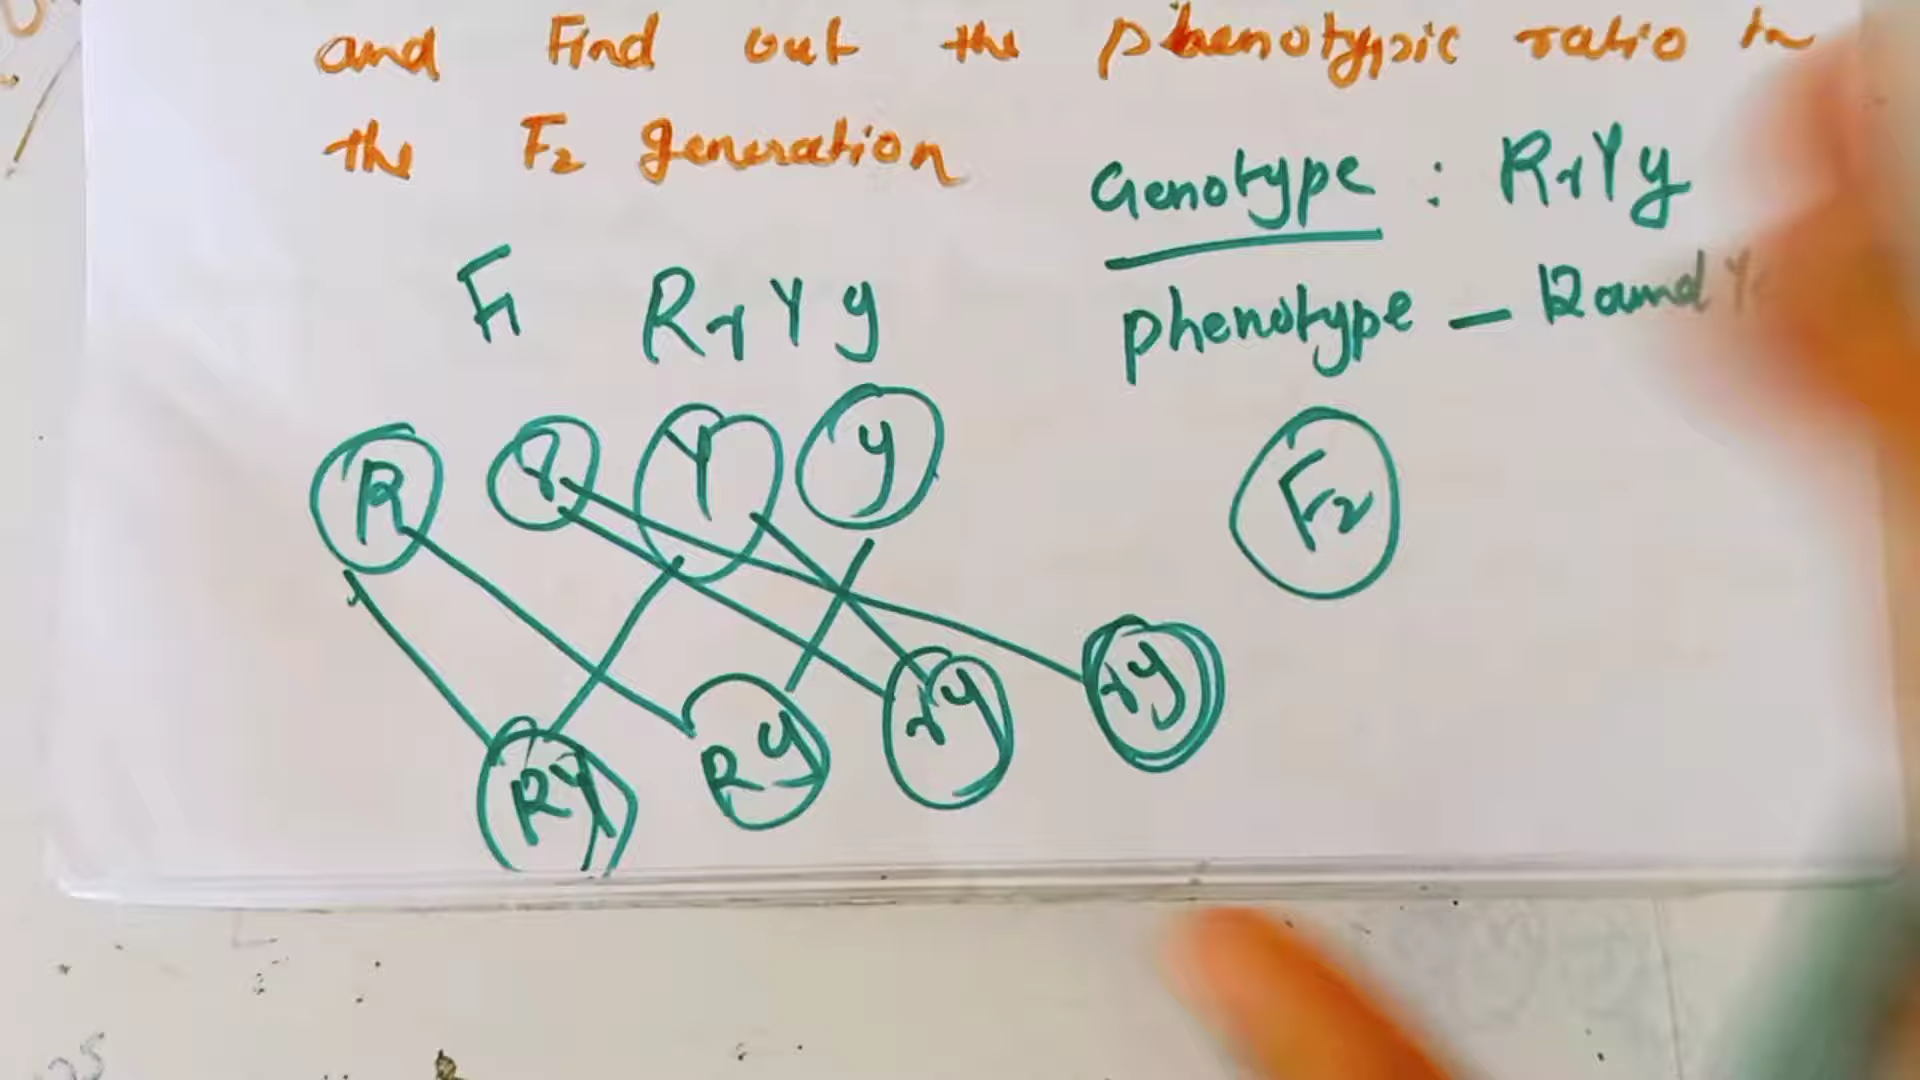 and Find out the phenotypic ratio in
the F2 generation
Genotype : RrYy
F1 RrYy
phenotype - Round
R r Y y
F2
RY Ry rY ry